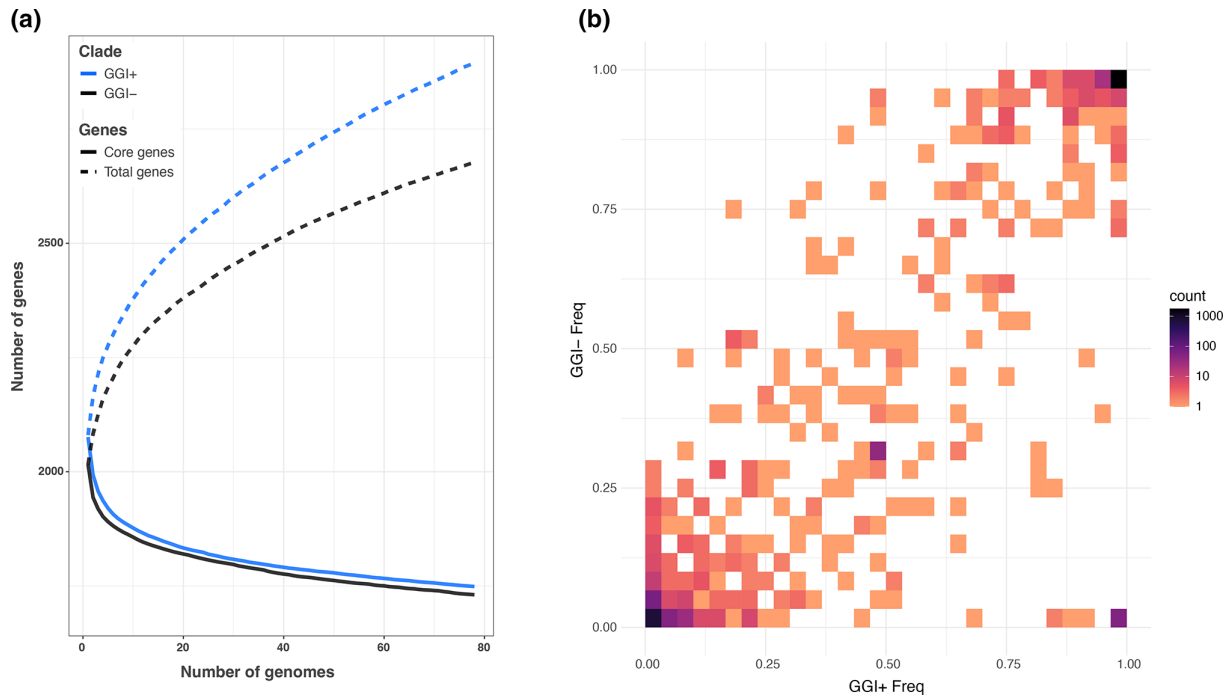 (a)
Clade
GGI+
GGI−
Genes
Core genes
Total genes
2500
2000
Number of genes
0
20
40
60
80
Number of genomes
(b)
1.00
0.75
0.50
0.25
0.00
GGI− Freq
0.00
0.25
0.50
0.75
1.00
GGI+ Freq
count
1000
100
10
1